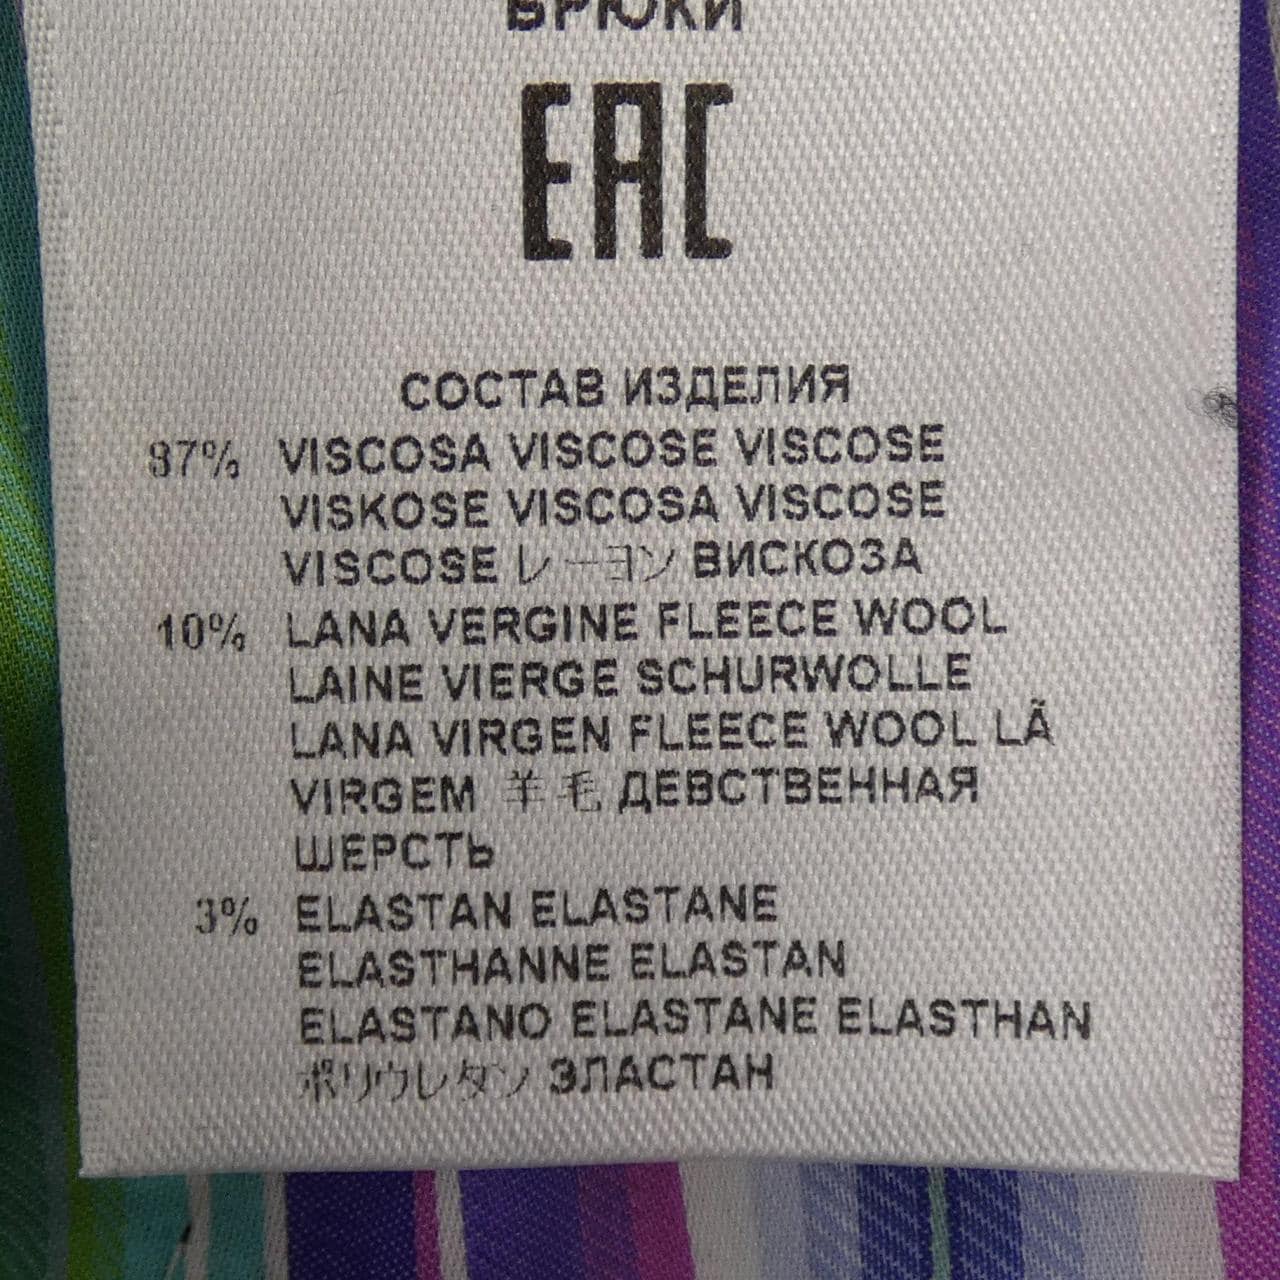 БРЮКИ
EAC
СОСТАВ ИЗДЕЛИЯ
87% VISCOSA VISCOSE VISCOSE
VISKOSE VISCOSA VISCOSE
VISCOSE レーヨン ВИСКОЗА
10% LANA VERGINE FLEECE WOOL
LAINE VIERGE SCHURWOLLE
LANA VIRGEN FLEECE WOOL LÃ
VIRGEM 羊毛 ДЕВСТВЕННАЯ
ШЕРСТЬ
3% ELASTAN ELASTANE
ELASTHANNE ELASTAN
ELASTANO ELASTANE ELASTHAN
ポリウレタン ЭЛАСТАН